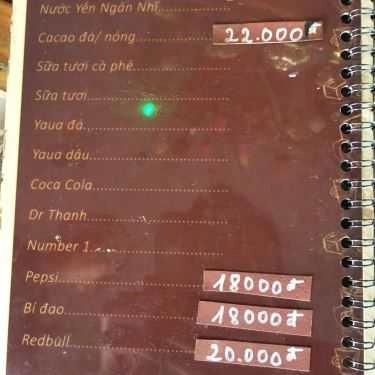 Nước Yến Ngân Nhĩ................
Cacao đá/ nóng................ 22.000đ
Sữa tươi cà phê................
Sữa tươi................
Yaua đá................
Yaua dâu................
Coca Cola................
Dr Thanh................
Number 1................
Pepsi................ 18000đ
Bí đao................ 18000đ
Redbull................ 20.000đ